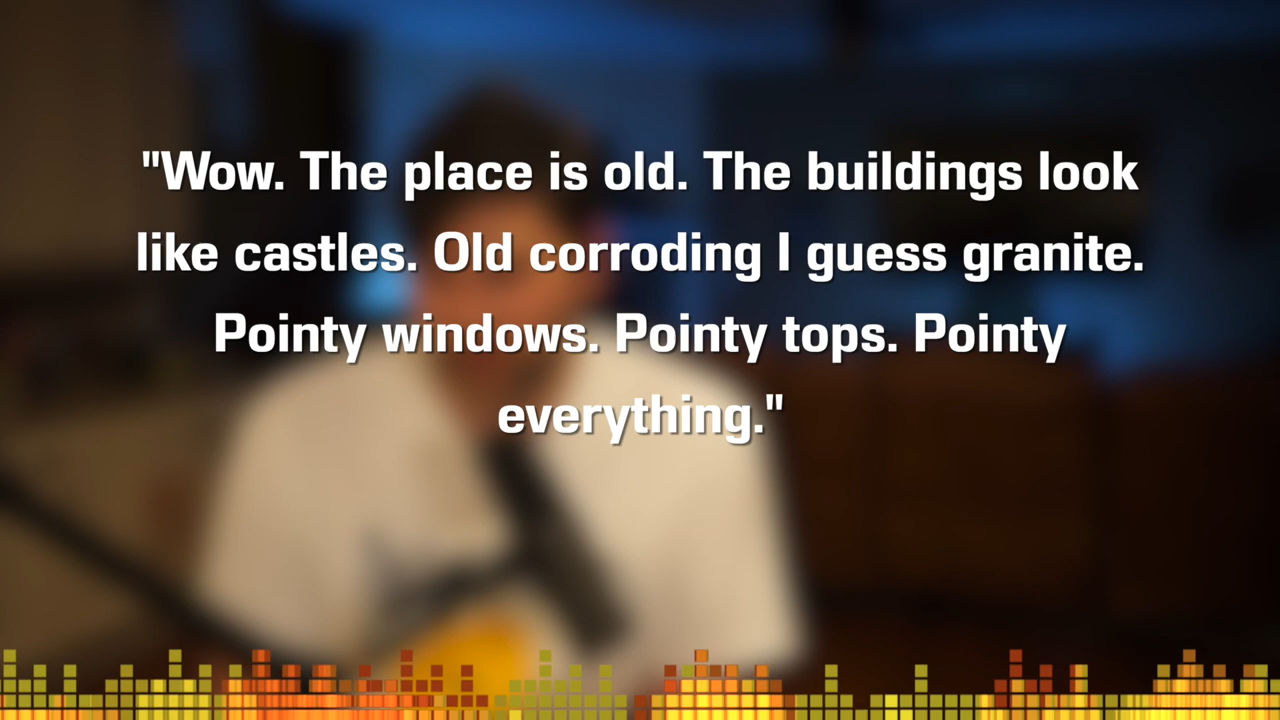 "Wow. The place is old. The buildings look
like castles. Old corroding I guess granite.
Pointy windows. Pointy tops. Pointy
everything."